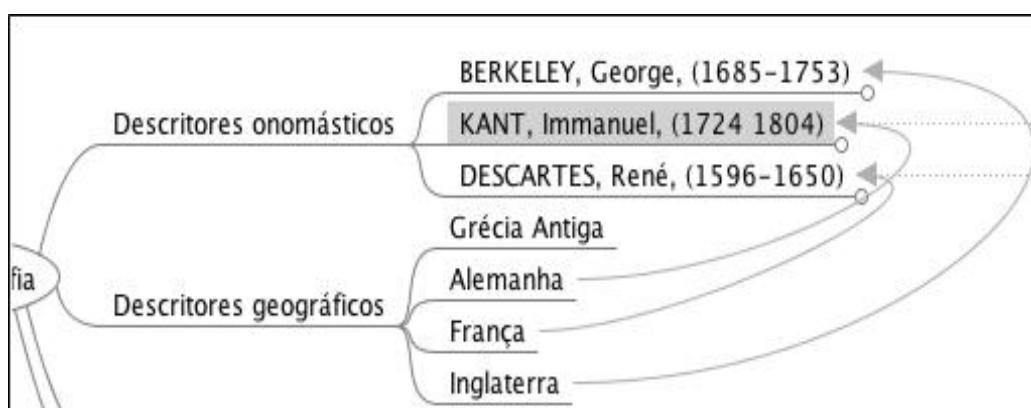 BERKELEY, George, (1685-1753)
Descritores onomásticos
KANT, Immanuel, (1724 1804)
DESCARTES, René, (1596-1650)
Grécia Antiga
fia
Alemanha
Descritores geográficos
França
Inglaterra